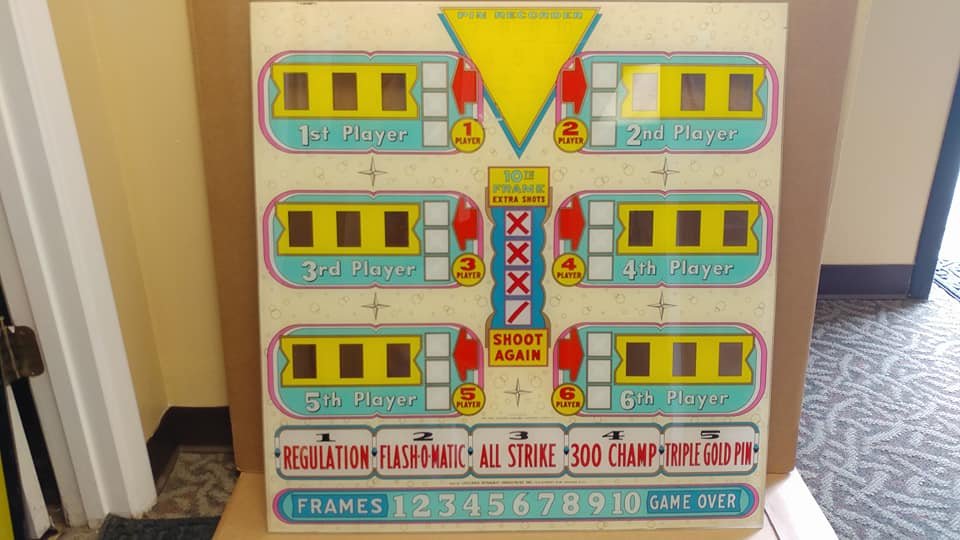 PIN RECORDER
1 PLAYER
2 PLAYER
1st Player
2nd Player
10TH
FRAME
EXTRA SHOTS
3 PLAYER
4 PLAYER
3rd Player
4th Player
SHOOT
AGAIN
5 PLAYER
6 PLAYER
5th Player
6th Player
1 2 3 4 5
REGULATION FLASH-O-MATIC ALL STRIKE 300 CHAMP TRIPLE GOLD PIN
FRAMES 1 2 3 4 5 6 7 8 9 10 GAME OVER